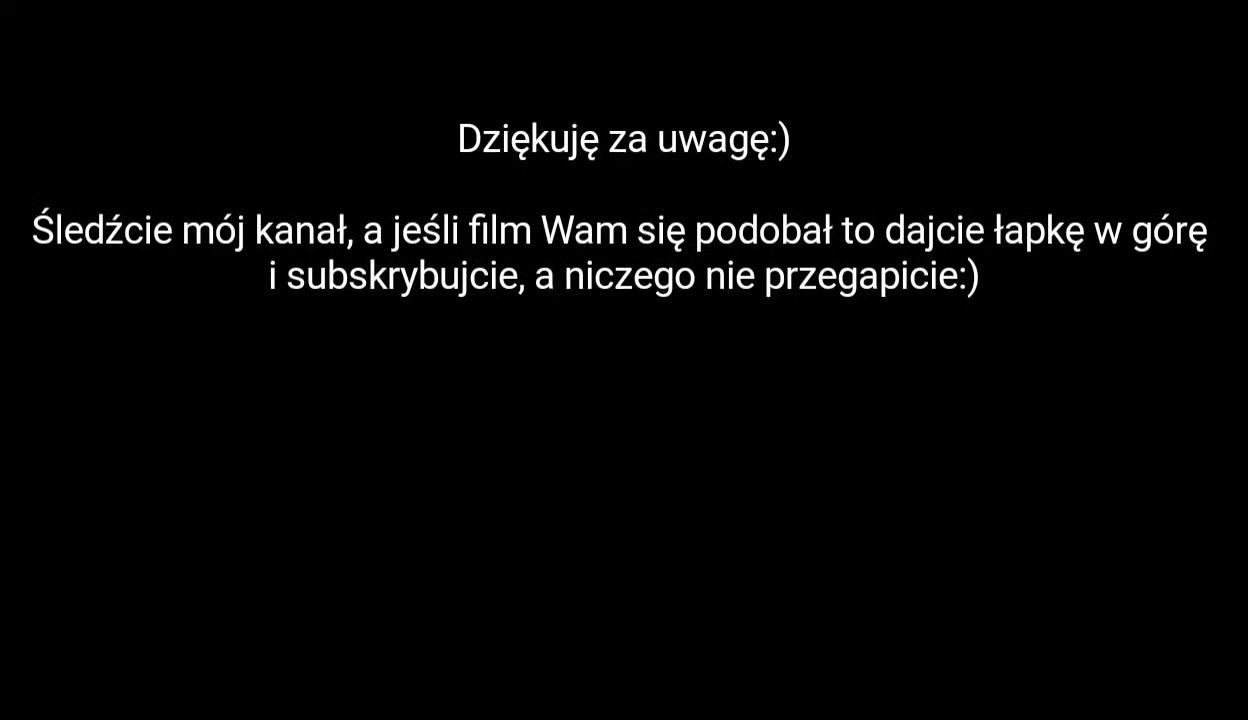 Dziękuję za uwagę:)
Śledźcie mój kanał, a jeśli film Wam się podobał to dajcie łapkę w górę
i subskrybujcie, a niczego nie przegapicie:)